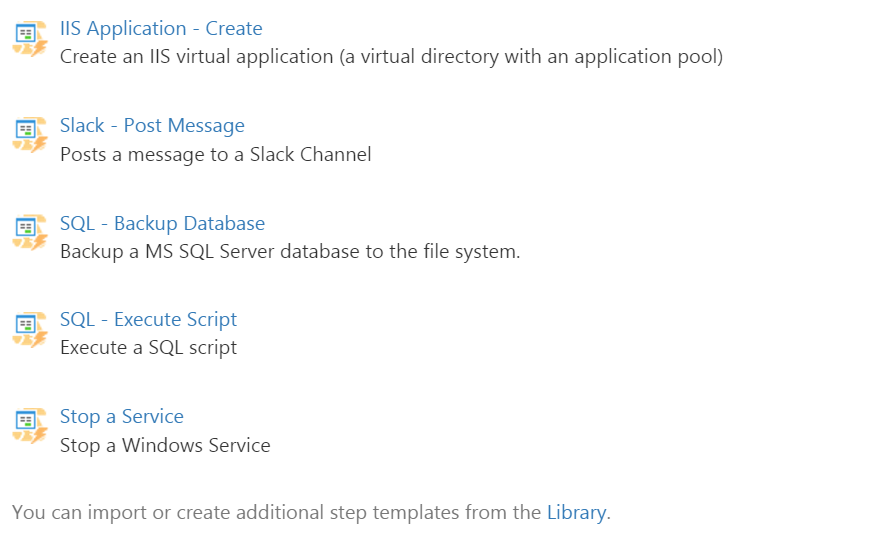 IIS Application - Create
Create an IIS virtual application (a virtual directory with an application pool)
Slack - Post Message
Posts a message to a Slack Channel
SQL - Backup Database
Backup a MS SQL Server database to the file system.
SQL - Execute Script
Execute a SQL script
Stop a Service
Stop a Windows Service
You can import or create additional step templates from the Library.